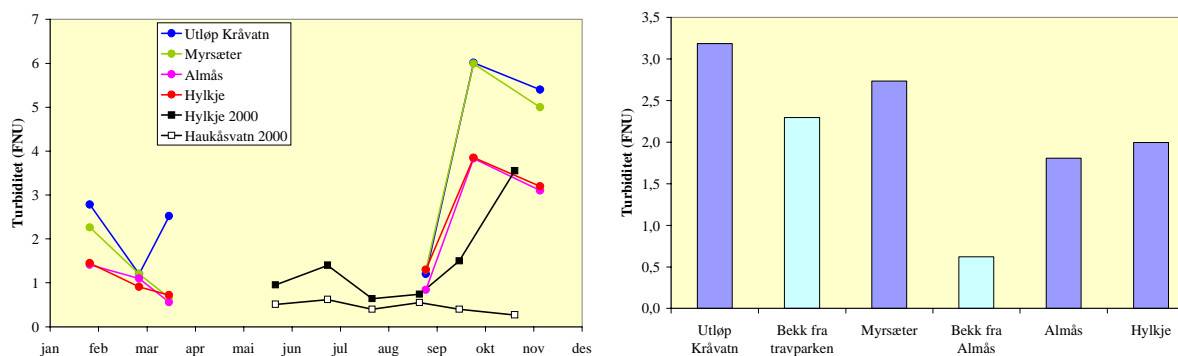 Turbiditet (FNU)
7
6
5
4
3
2
1
0
Utløp Kråvatn
Myrsæter
Almås
Hylkje
Hylkje 2000
Haukåsvatn 2000
jan feb mar apr mai jun jul aug sep okt nov des
Turbiditet (FNU)
3,5
3,0
2,5
2,0
1,5
1,0
0,5
0,0
Utløp Kråvatn
Bekk fra travparken
Myrsæter
Bekk fra Almås
Almås
Hylkje